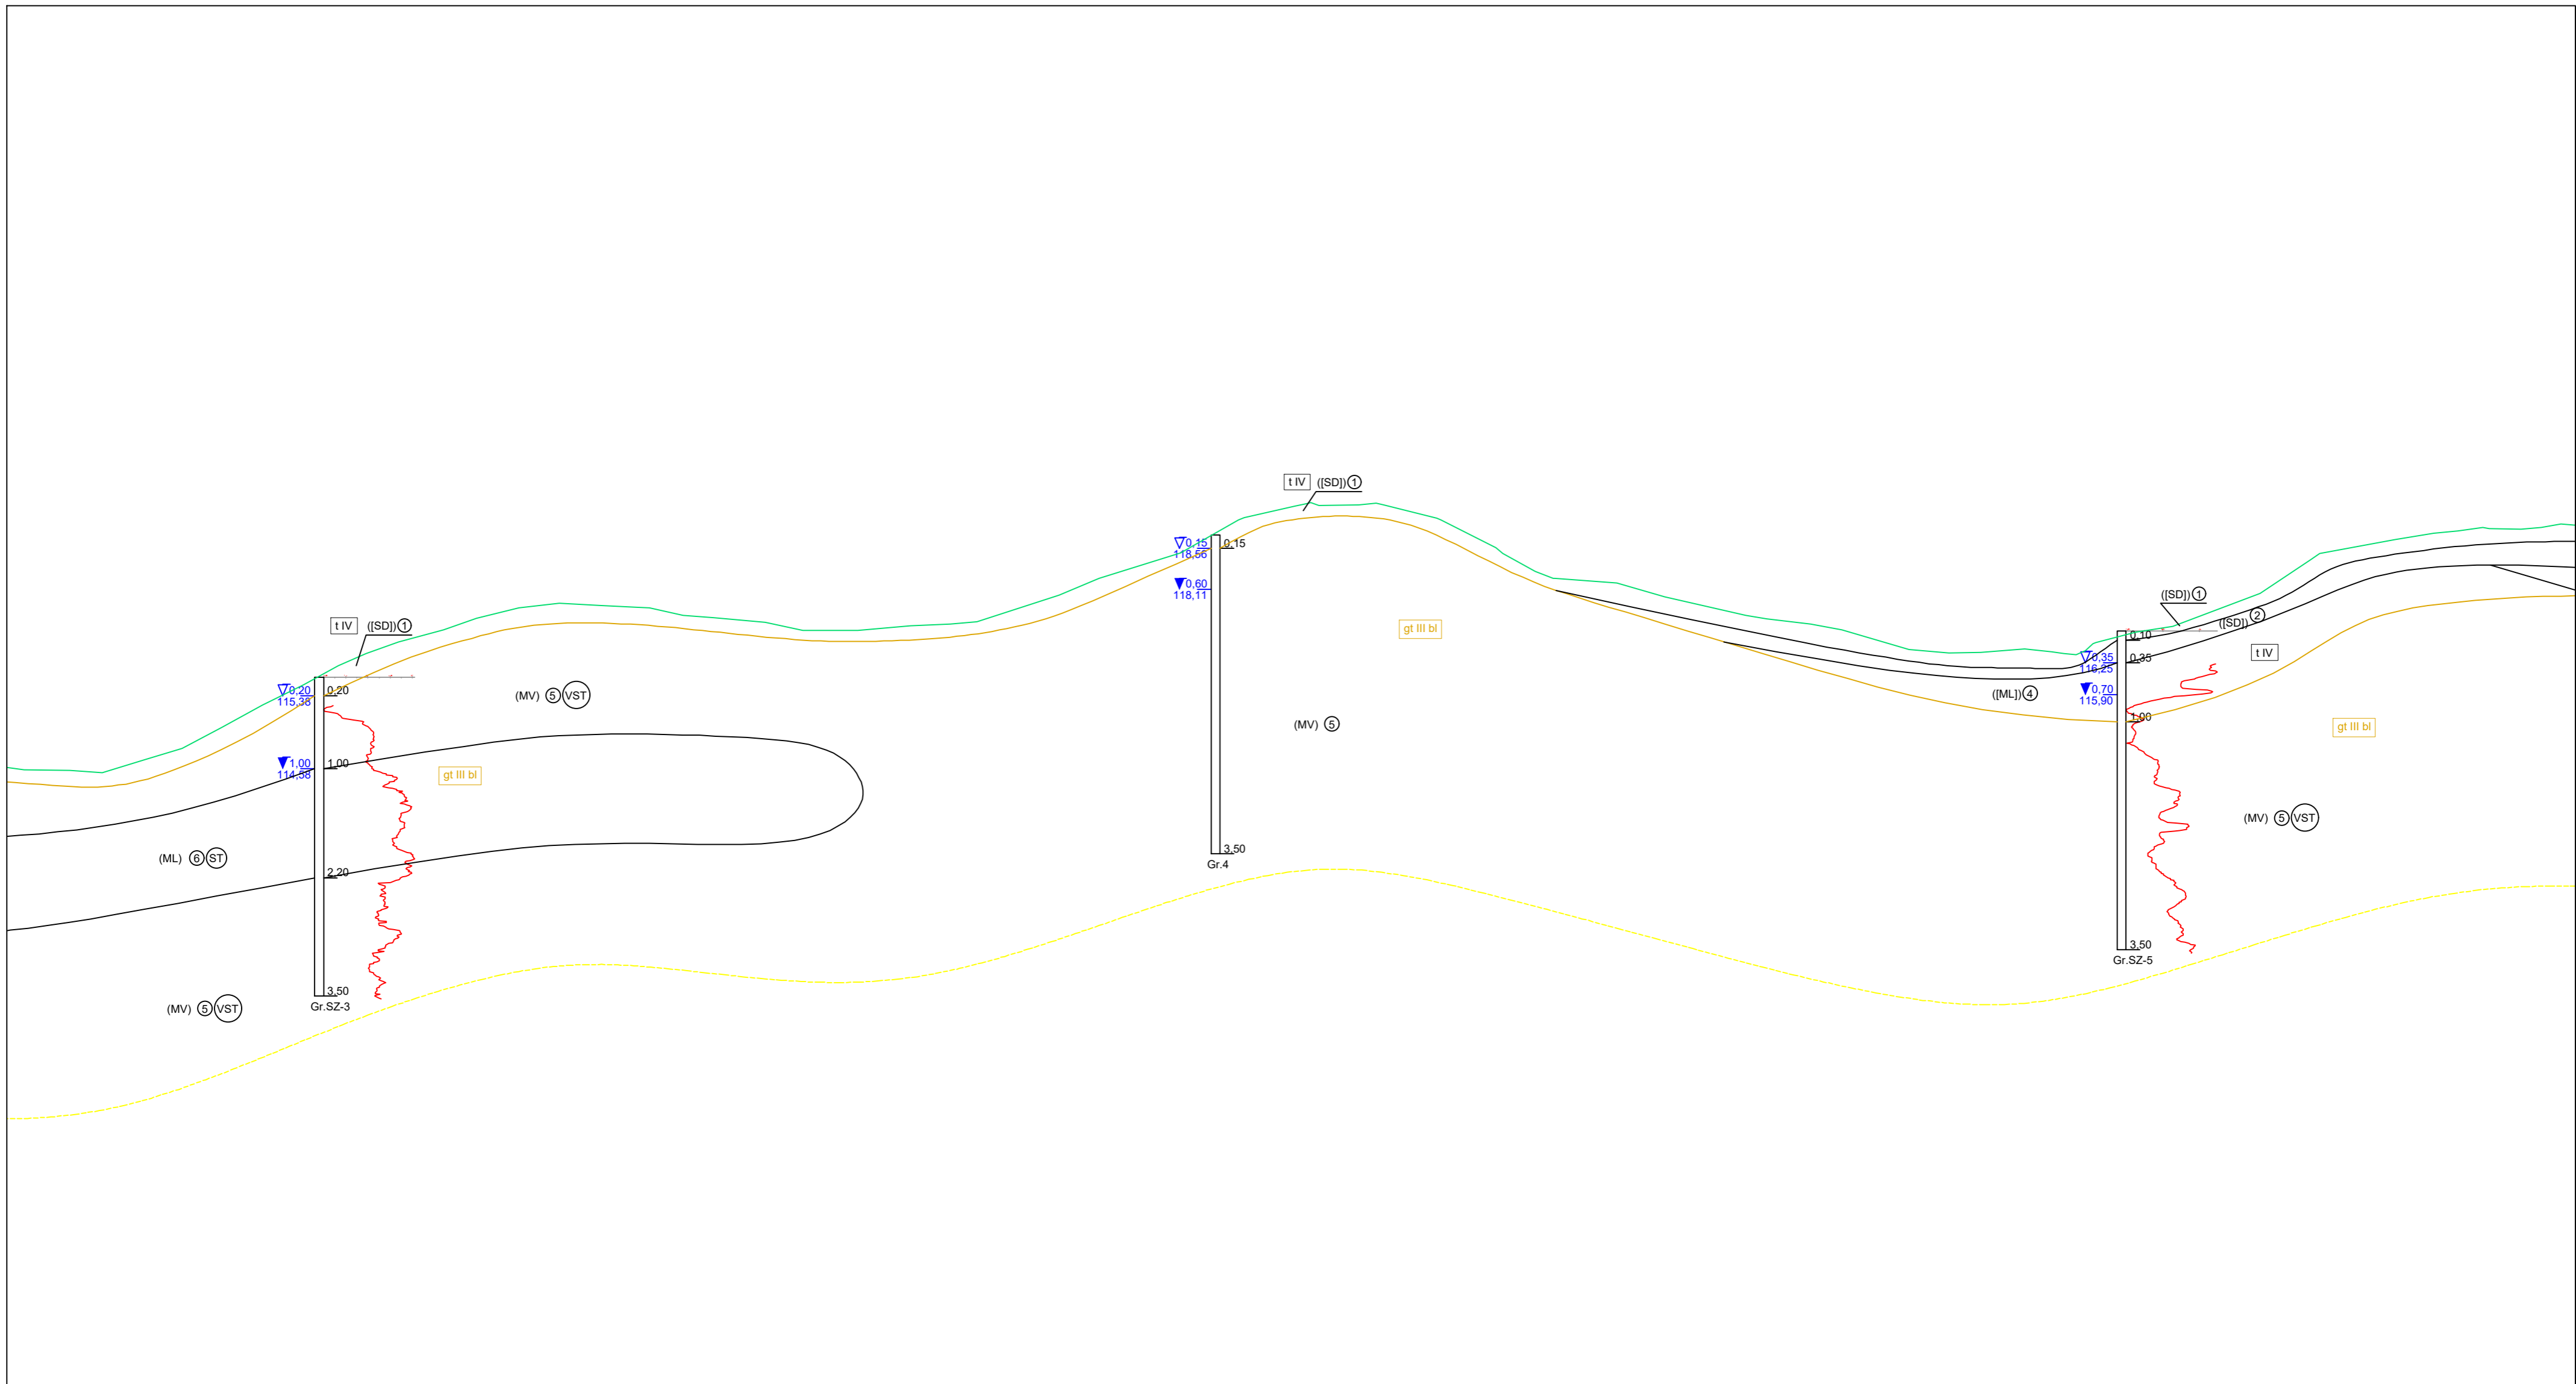 t IV ([SD]) 1
0,20
0,20
115,38
(MV) 5 VST
1,00
1,00
114,58
gt III bl
(ML) 6 ST
2,20
3,50
Gr.SZ-3
(MV) 5 VST
t IV ([SD]) 1
0,15
0,15
118,56
0,60
118,11
gt III bl
(MV) 5
3,50
Gr.4
([SD]) 1
([SD]) 2
0,10
0,35
0,35
116,25
t IV
([ML]) 4
0,70
115,90
1,00
gt III bl
(MV) 5 VST
3,50
Gr.SZ-5